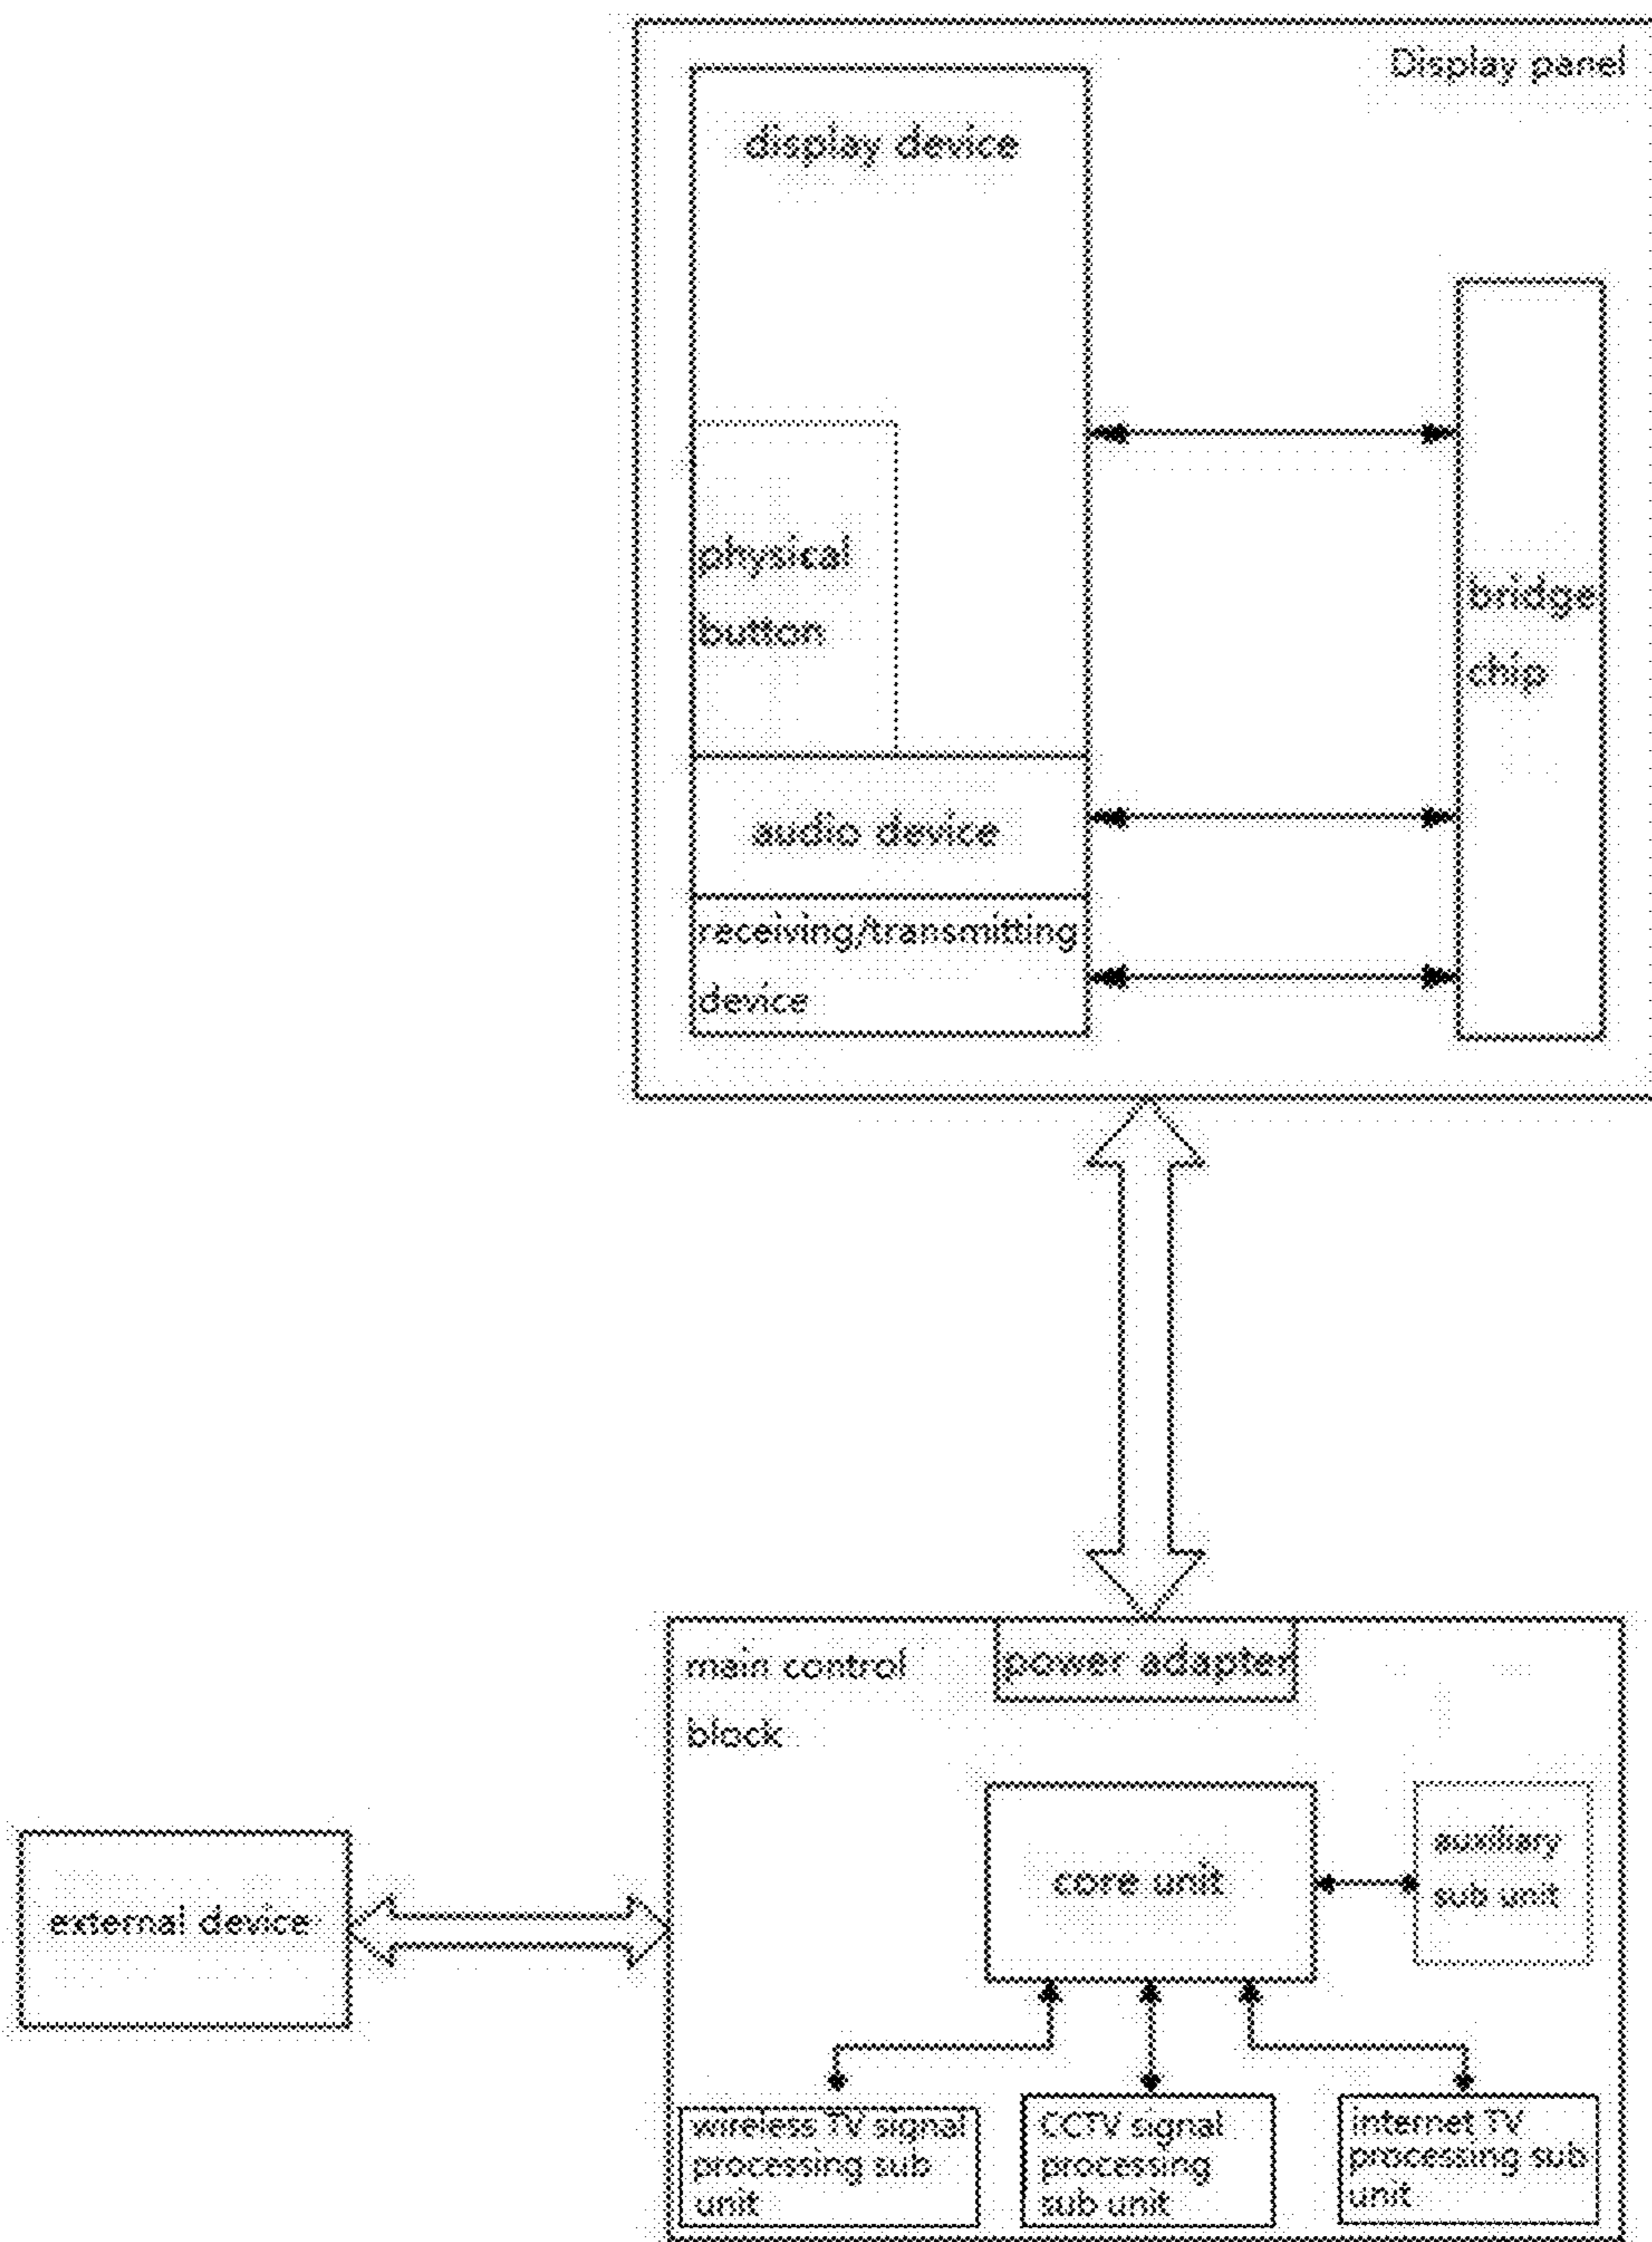 Display panel
display device
physical
button
bridge
chip
audio device
receiving/transmitting
device
main control
block
power adapter
core unit
auxiliary
sub unit
external device
wireless TV signal
processing sub
unit
CCTV signal
processing
sub unit
internet TV
processing sub
unit